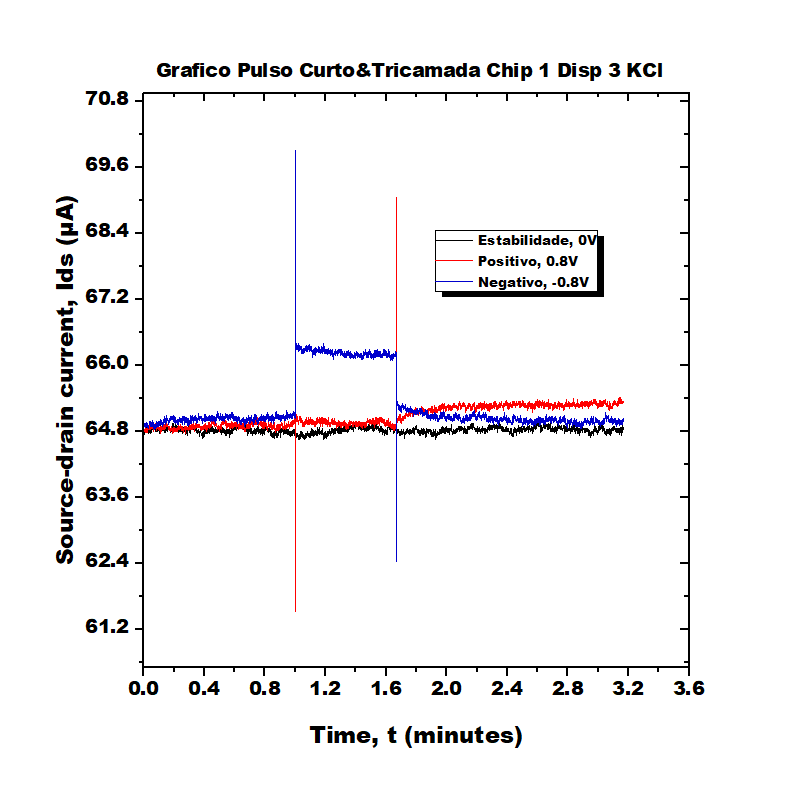 Grafico Pulso Curto&Tricamada Chip 1 Disp 3 KCl
70.8
69.6
68.4
67.2
66.0
64.8
63.6
62.4
61.2
Source-drain current, Ids (µA)
Estabilidade, 0V
Positivo, 0.8V
Negativo, -0.8V
0.0 0.4 0.8 1.2 1.6 2.0 2.4 2.8 3.2 3.6
Time, t (minutes)